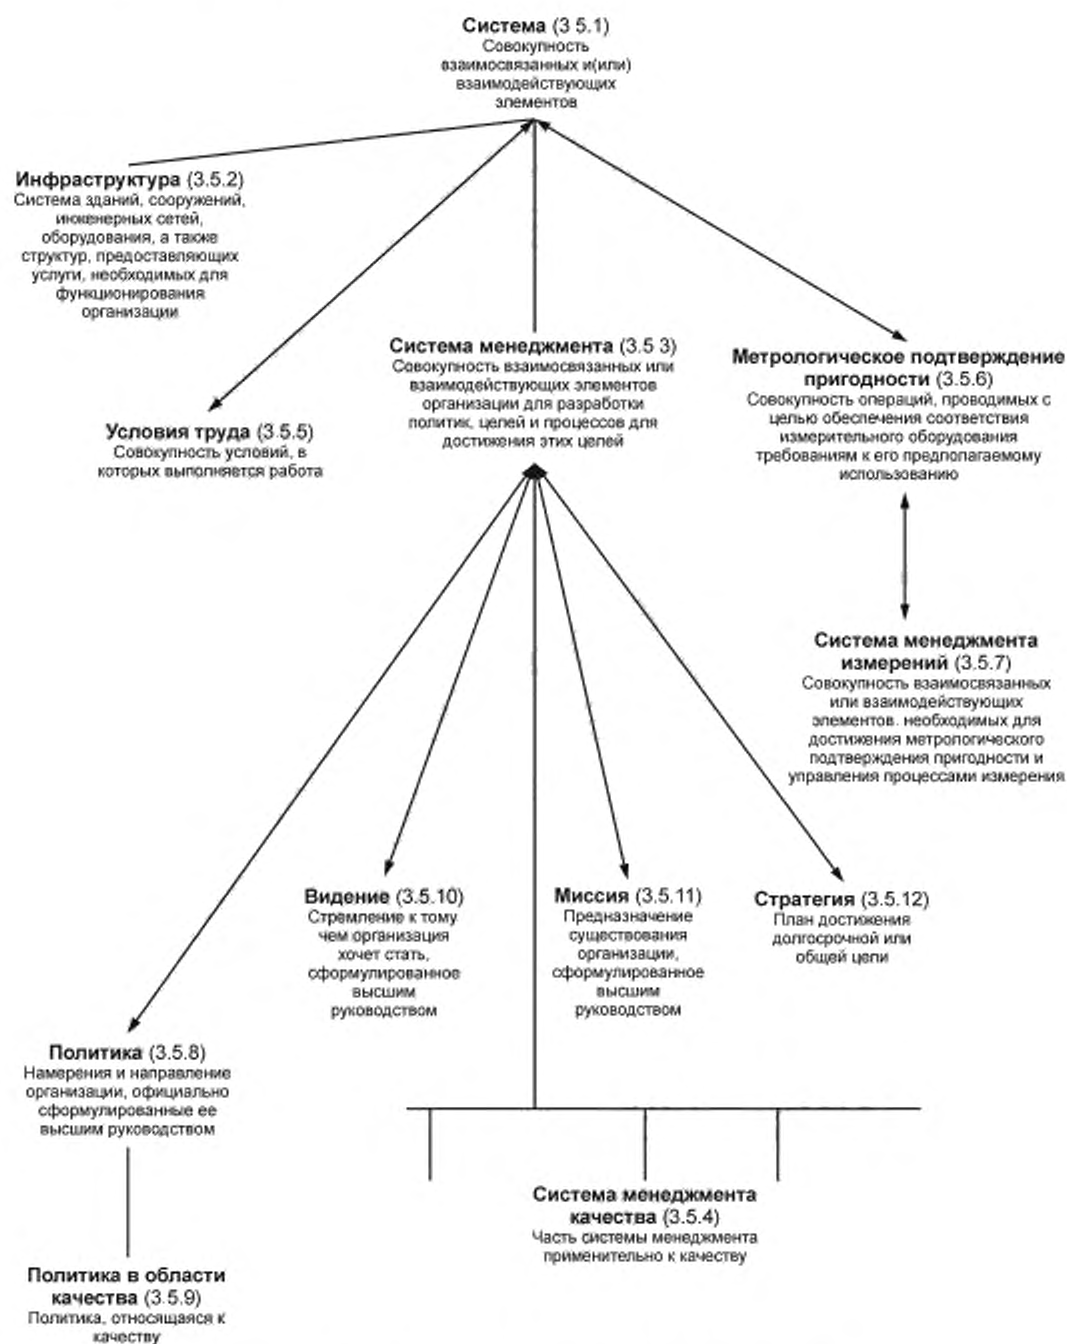 Система (3 5.1)
Совокупность
взаимосвязанных и(или)
взаимодействующих
элементов
Инфраструктура (3.5.2)
Система зданий, сооружений,
инженерных сетей,
оборудования, а также
структур, предоставляющих
услуги, необходимых для
функционирования
организации
Система менеджмента (3.5 3)
Совокупность взаимосвязанных или
взаимодействующих элементов
организации для разработки
политик, целей и процессов для
достижения этих целей
Метрологическое подтверждение
пригодности (3.5.6)
Совокупность операций, проводимых с
целью обеспечения соответствия
измерительного оборудования
требованиям к его предполагаемому
использованию
Условия труда (3.5.5)
Совокупность условий, в
которых выполняется работа
Система менеджмента
измерений (3.5.7)
Совокупность взаимосвязанных
или взаимодействующих
элементов. необходимых для
достижения метрологического
подтверждения пригодности и
управления процессами измерения
Видение (3.5.10)
Стремление к тому
чем организация
хочет стать,
сформулированное
высшим
руководством
Миссия (3.5.11)
Предназначение
существования
организации,
сформулированное
высшим
руководством
Стратегия (3.5.12)
План достижения
долгосрочной или
общей цели
Политика (3.5.8)
Намерения и направление
организации, официально
сформулированные ее
высшим руководством
Система менеджмента
качества (3.5.4)
Часть системы менеджмента
применительно к качеству
Политика в области
качества (3.5.9)
Политика, относящаяся к
качеству